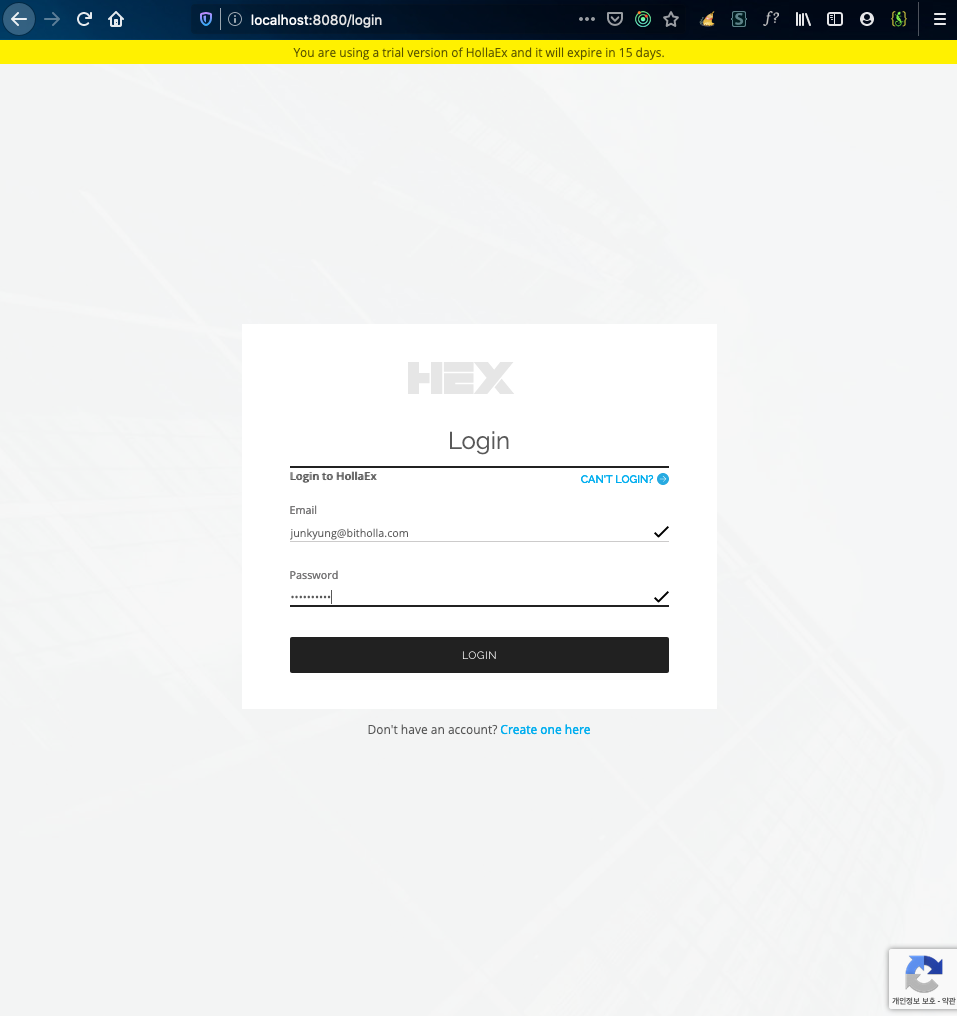 localhost:8080/login
You are using a trial version of HollaEx and it will expire in 15 days.
HEX
Login
Login to HollaEx
CAN'T LOGIN?
Email
junkyung@bitholla.com
Password
••••••••••
LOGIN
Don't have an account? Create one here
개인정보 보호 - 약관